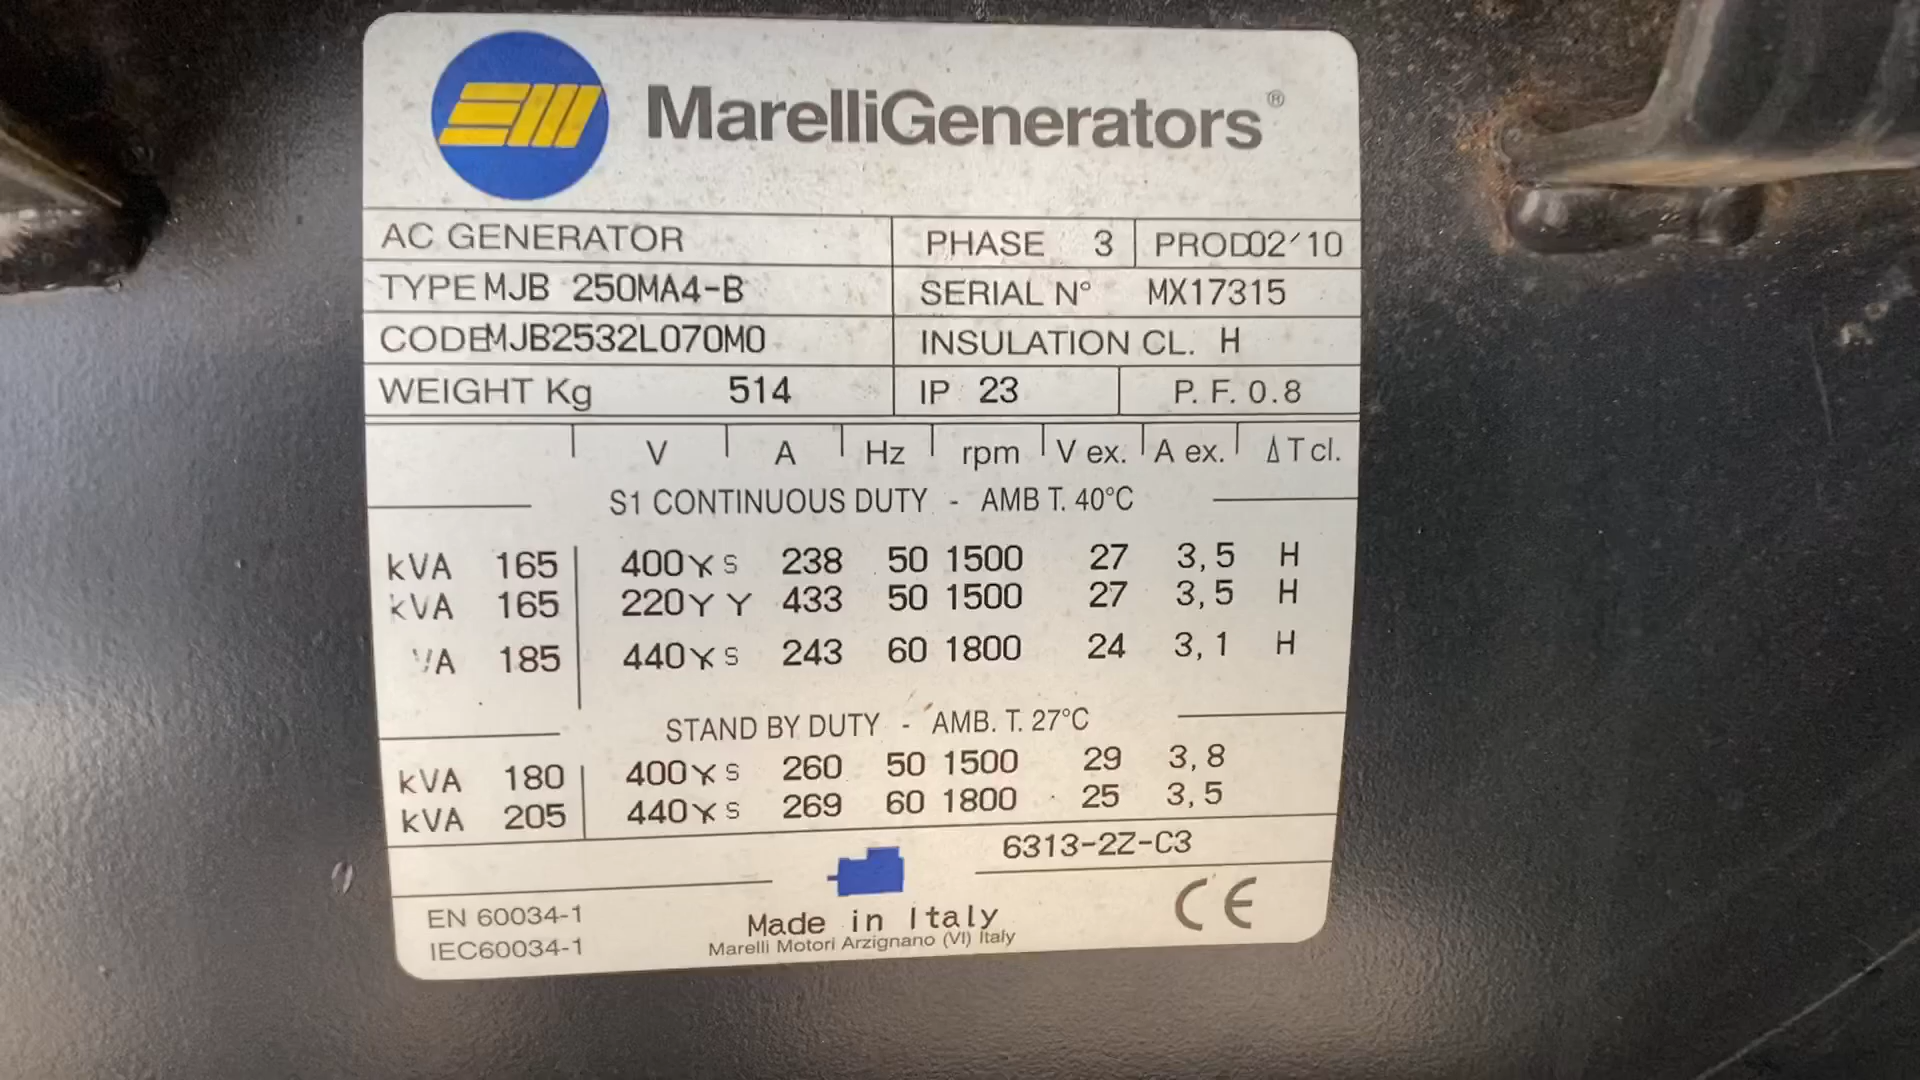 MarelliGenerators®
AC GENERATOR PHASE 3 PROD02′10
TYPE MJB 250MA4-B SERIAL N° MX17315
CODE MJB2532L070M0 INSULATION CL. H
WEIGHT Kg 514 IP 23 P. F. 0.8
V A Hz rpm V ex. A ex. ΔT cl.
S1 CONTINUOUS DUTY - AMB T. 40°C
kVA 165 400Y S 238 50 1500 27 3,5 H
kVA 165 220Y Y 433 50 1500 27 3,5 H
VA 185 440Y S 243 60 1800 24 3,1 H
STAND BY DUTY - AMB. T. 27°C
kVA 180 400Y S 260 50 1500 29 3,8
kVA 205 440Y S 269 60 1800 25 3,5
6313-2Z-C3
EN 60034-1
IEC60034-1
Made in Italy
Marelli Motori Arzignano (VI) Italy
CE